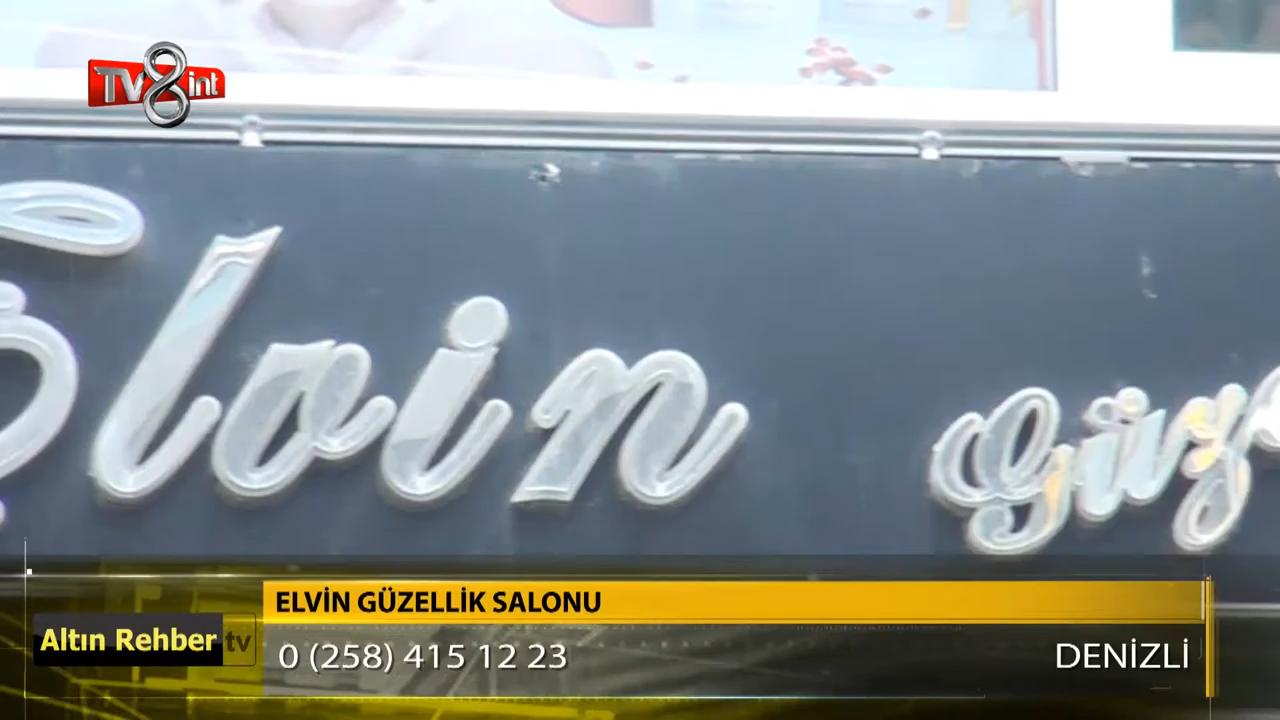 TV8int
Elvin Güz
ELVİN GÜZELLİK SALONU
Altın Rehber tv
0 (258) 415 12 23
DENİZLİ